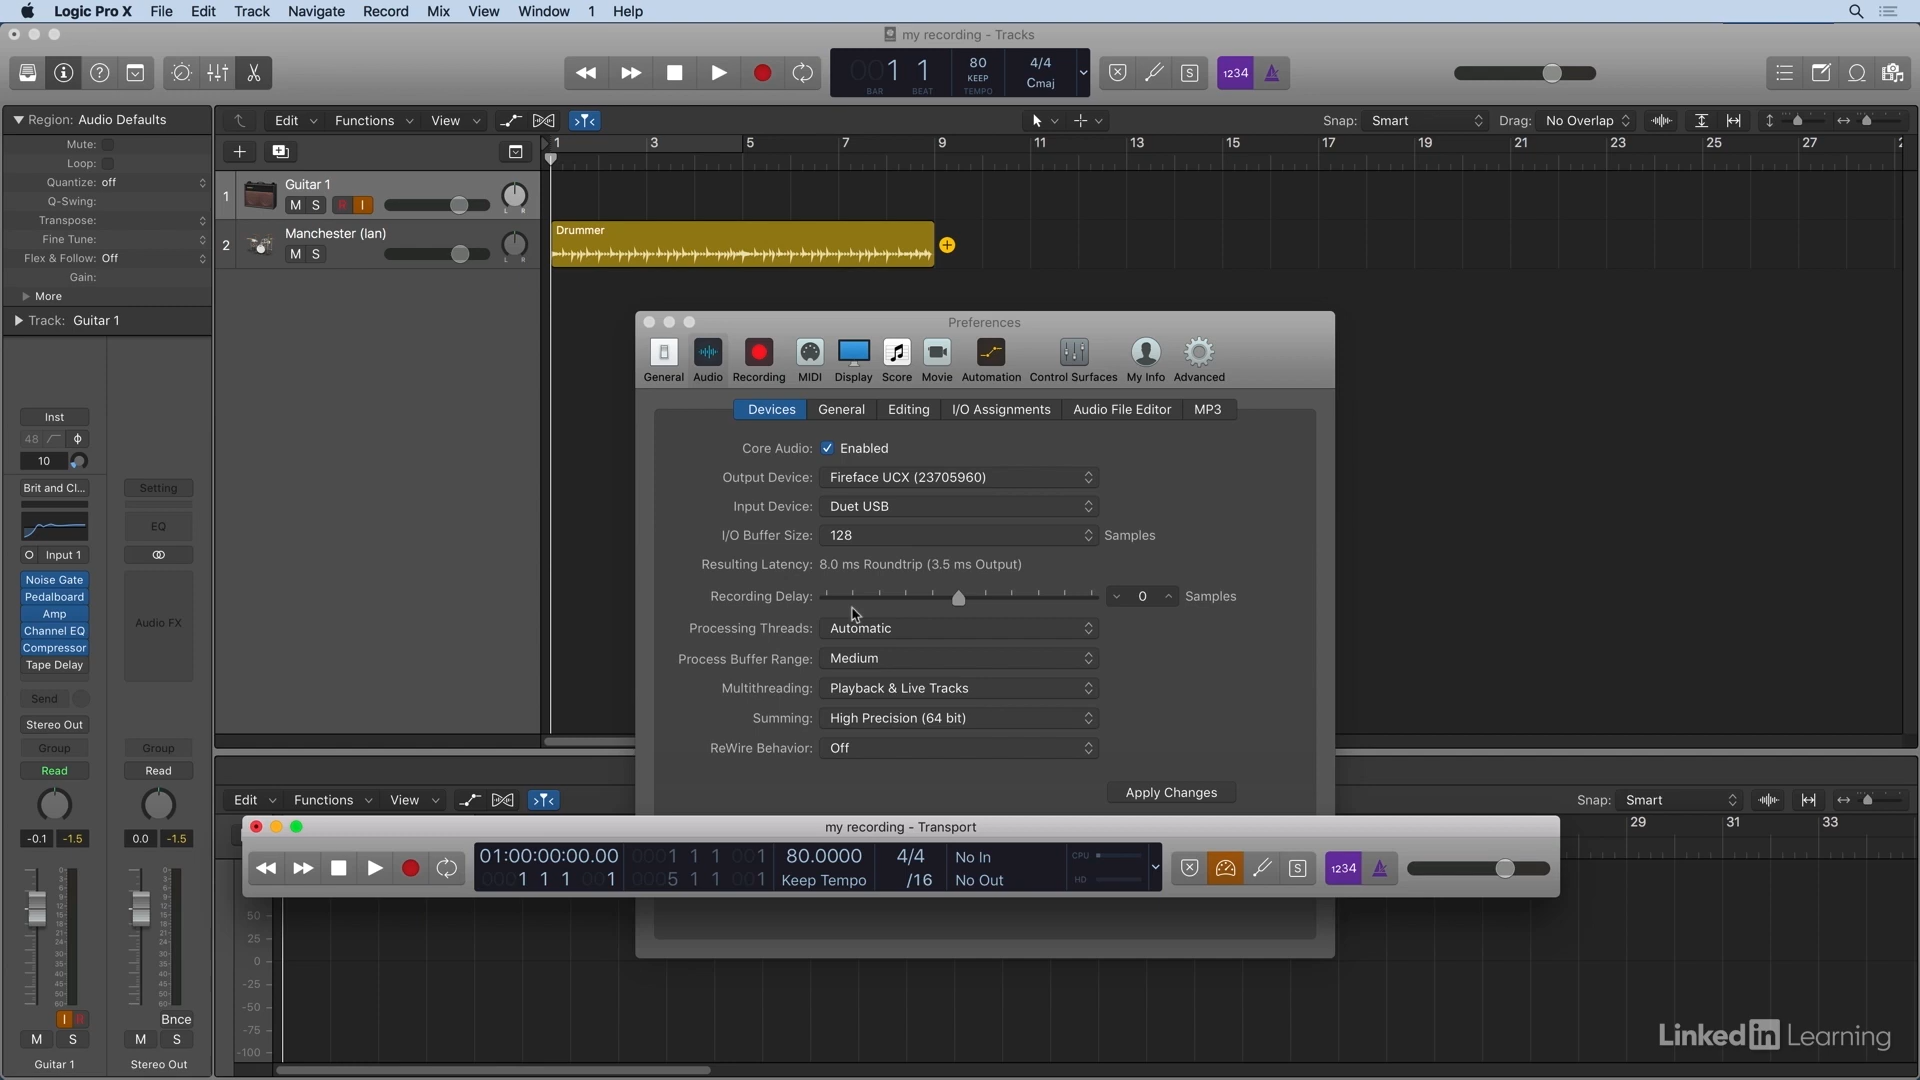 Logic Pro X File Edit Track Navigate Record Mix View Window 1 Help
my recording - Tracks
001 1 80 4/4
KEEP Cmaj
BAR BEAT TEMPO
S 1234
Region: Audio Defaults
Edit Functions View
Snap: Smart Drag: No Overlap
Mute:
Loop:
Quantize: off
Q-Swing:
Transpose:
Fine Tune:
Flex & Follow: Off
Gain:
More
Track: Guitar 1
1 3 5 7 9 11 13 15 17 19 21 23 25 27
1 Guitar 1
M S R I
L R
2 Manchester (Ian)
M S
L R
Drummer
Preferences
General Audio Recording MIDI Display Score Movie Automation Control Surfaces My Info Advanced
Devices General Editing I/O Assignments Audio File Editor MP3
Core Audio: Enabled
Output Device: Fireface UCX (23705960)
Input Device: Duet USB
I/O Buffer Size: 128 Samples
Resulting Latency: 8.0 ms Roundtrip (3.5 ms Output)
Recording Delay: 0 Samples
Processing Threads: Automatic
Process Buffer Range: Medium
Multithreading: Playback & Live Tracks
Summing: High Precision (64 bit)
ReWire Behavior: Off
Apply Changes
Inst
48
10
Brit and Cl... Setting
EQ
Input 1
Noise Gate
Pedalboard
Amp
Channel EQ
Compressor
Tape Delay
Audio FX
Send
Stereo Out
Group Group
Read Read
-0.1 -1.5 0.0 -1.5
I R Bnce
M S M S
Guitar 1 Stereo Out
Edit Functions View
Snap: Smart
29 31 33
my recording - Transport
01:00:00:00.00 0001 1 1 001 80.0000 4/4 No In CPU
0001 1 1 001 0005 1 1 001 Keep Tempo /16 No Out HD
S 1234
50
25
0
-25
-50
-75
-100
Linked in Learning